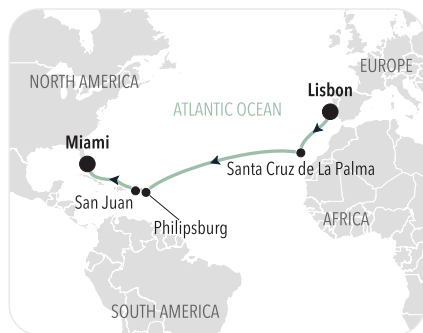 EUROPE
NORTH AMERICA
Lisbon
ATLANTIC OCEAN
Miami
Santa Cruz de La Palma
San Juan
Philipsburg
AFRICA
SOUTH AMERICA